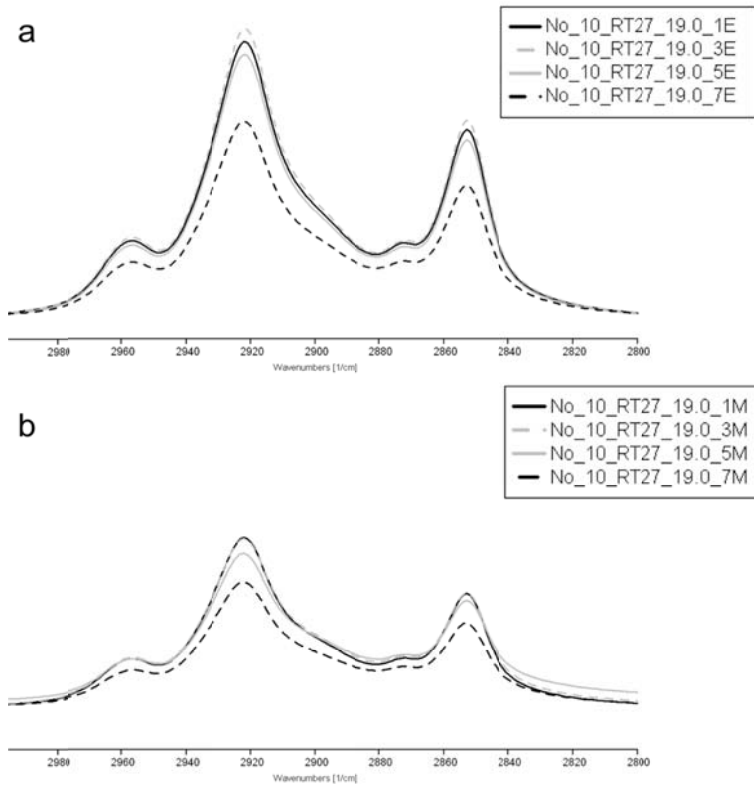 a
No_10_RT27_19.0_1E
No_10_RT27_19.0_3E
No_10_RT27_19.0_5E
No_10_RT27_19.0_7E
2980 2960 2940 2920 2900 2880 2860 2840 2820 2800
Wavenumbers [1/cm]
b
No_10_RT27_19.0_1M
No_10_RT27_19.0_3M
No_10_RT27_19.0_5M
No_10_RT27_19.0_7M
2980 2960 2940 2920 2900 2880 2860 2840 2820 2800
Wavenumbers [1/cm]